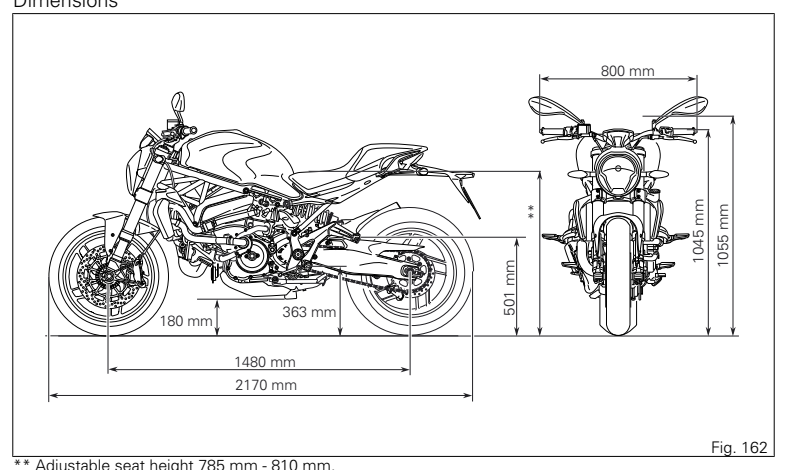 Dimensions
800 mm
**
1045 mm
1055 mm
501 mm
180 mm
363 mm
1480 mm
2170 mm
Fig. 162
** Adjustable seat height 785 mm - 810 mm.